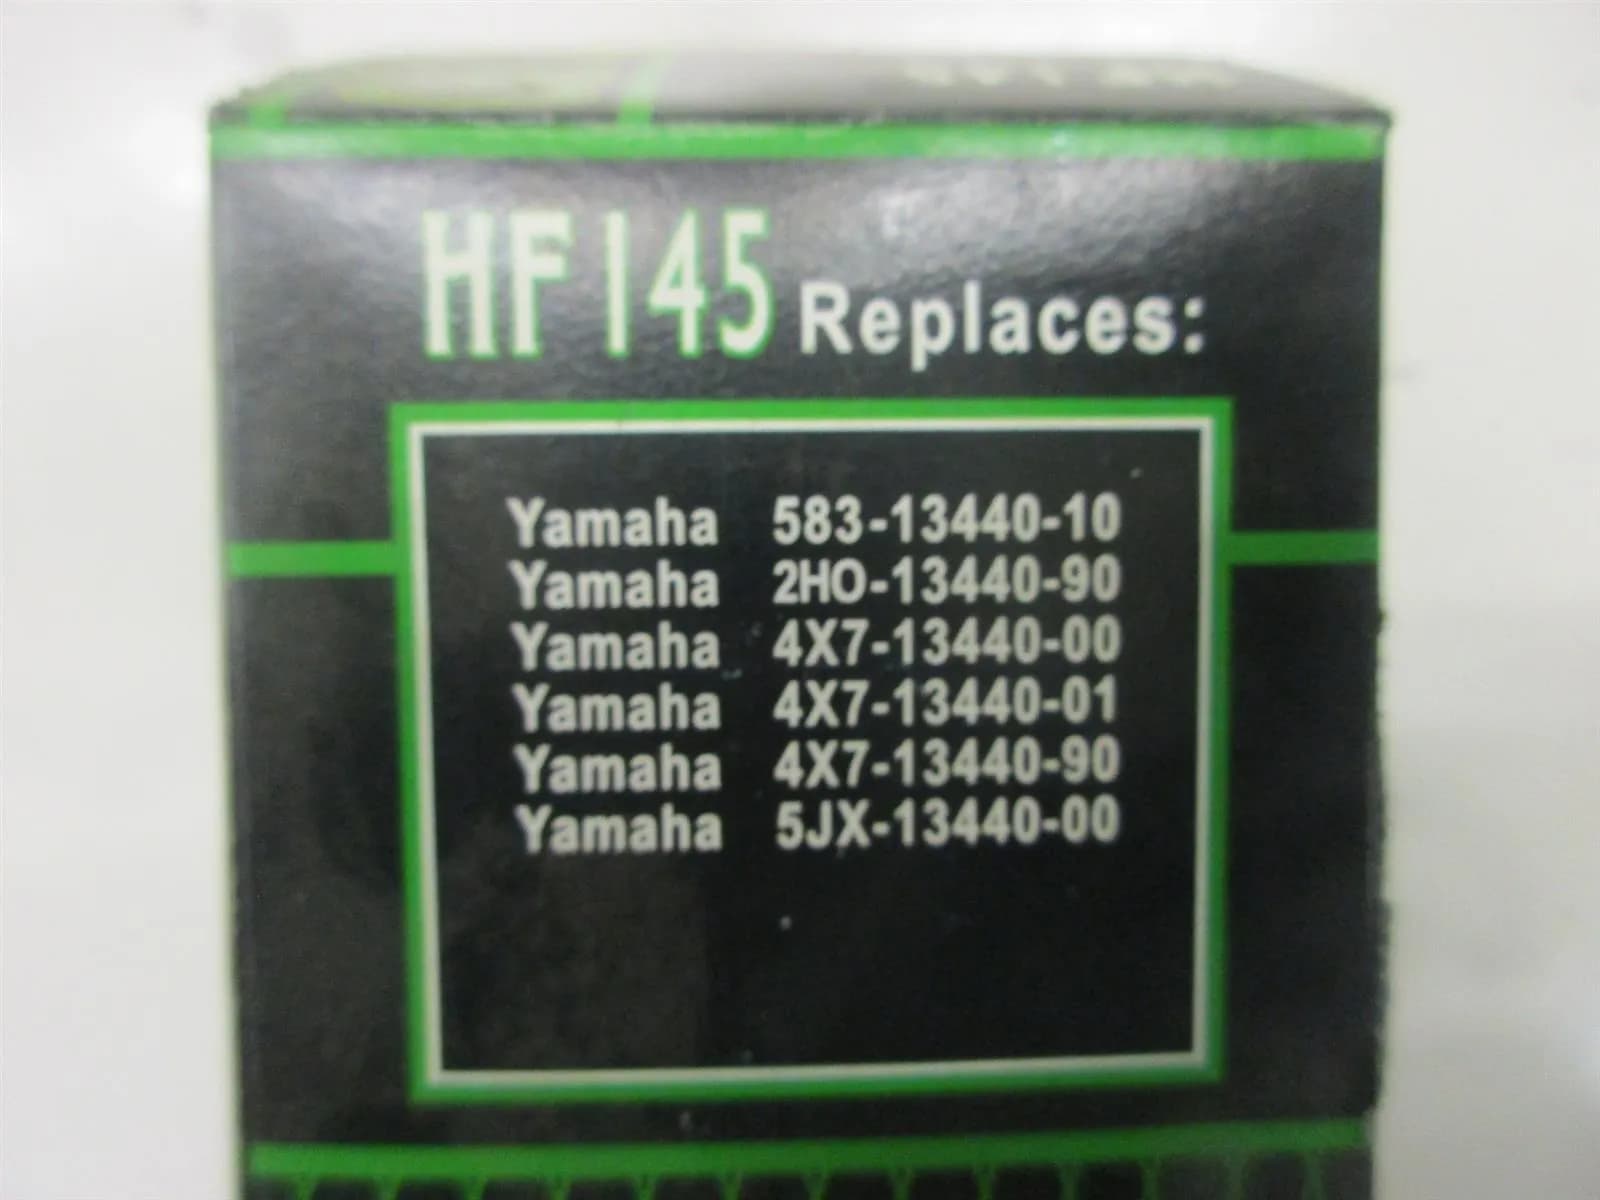 HF145 Replaces:
Yamaha 583-13440-10
Yamaha 2HO-13440-90
Yamaha 4X7-13440-00
Yamaha 4X7-13440-01
Yamaha 4X7-13440-90
Yamaha 5JX-13440-00